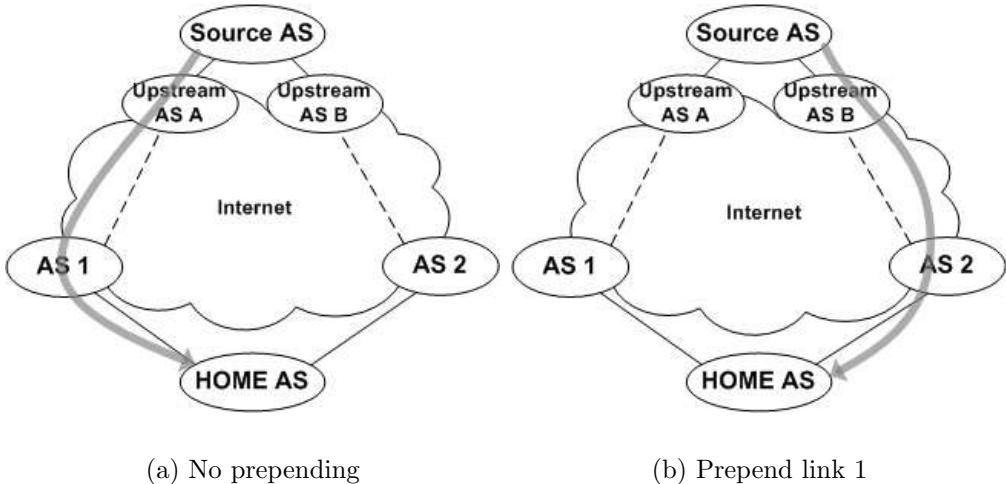 Source AS
Upstream
AS A
Upstream
AS B
Internet
AS 1
AS 2
HOME AS
(a) No prepending
Source AS
Upstream
AS A
Upstream
AS B
Internet
AS 1
AS 2
HOME AS
(b) Prepend link 1